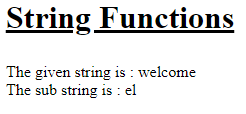 String Functions
The given string is : welcome
The sub string is : el